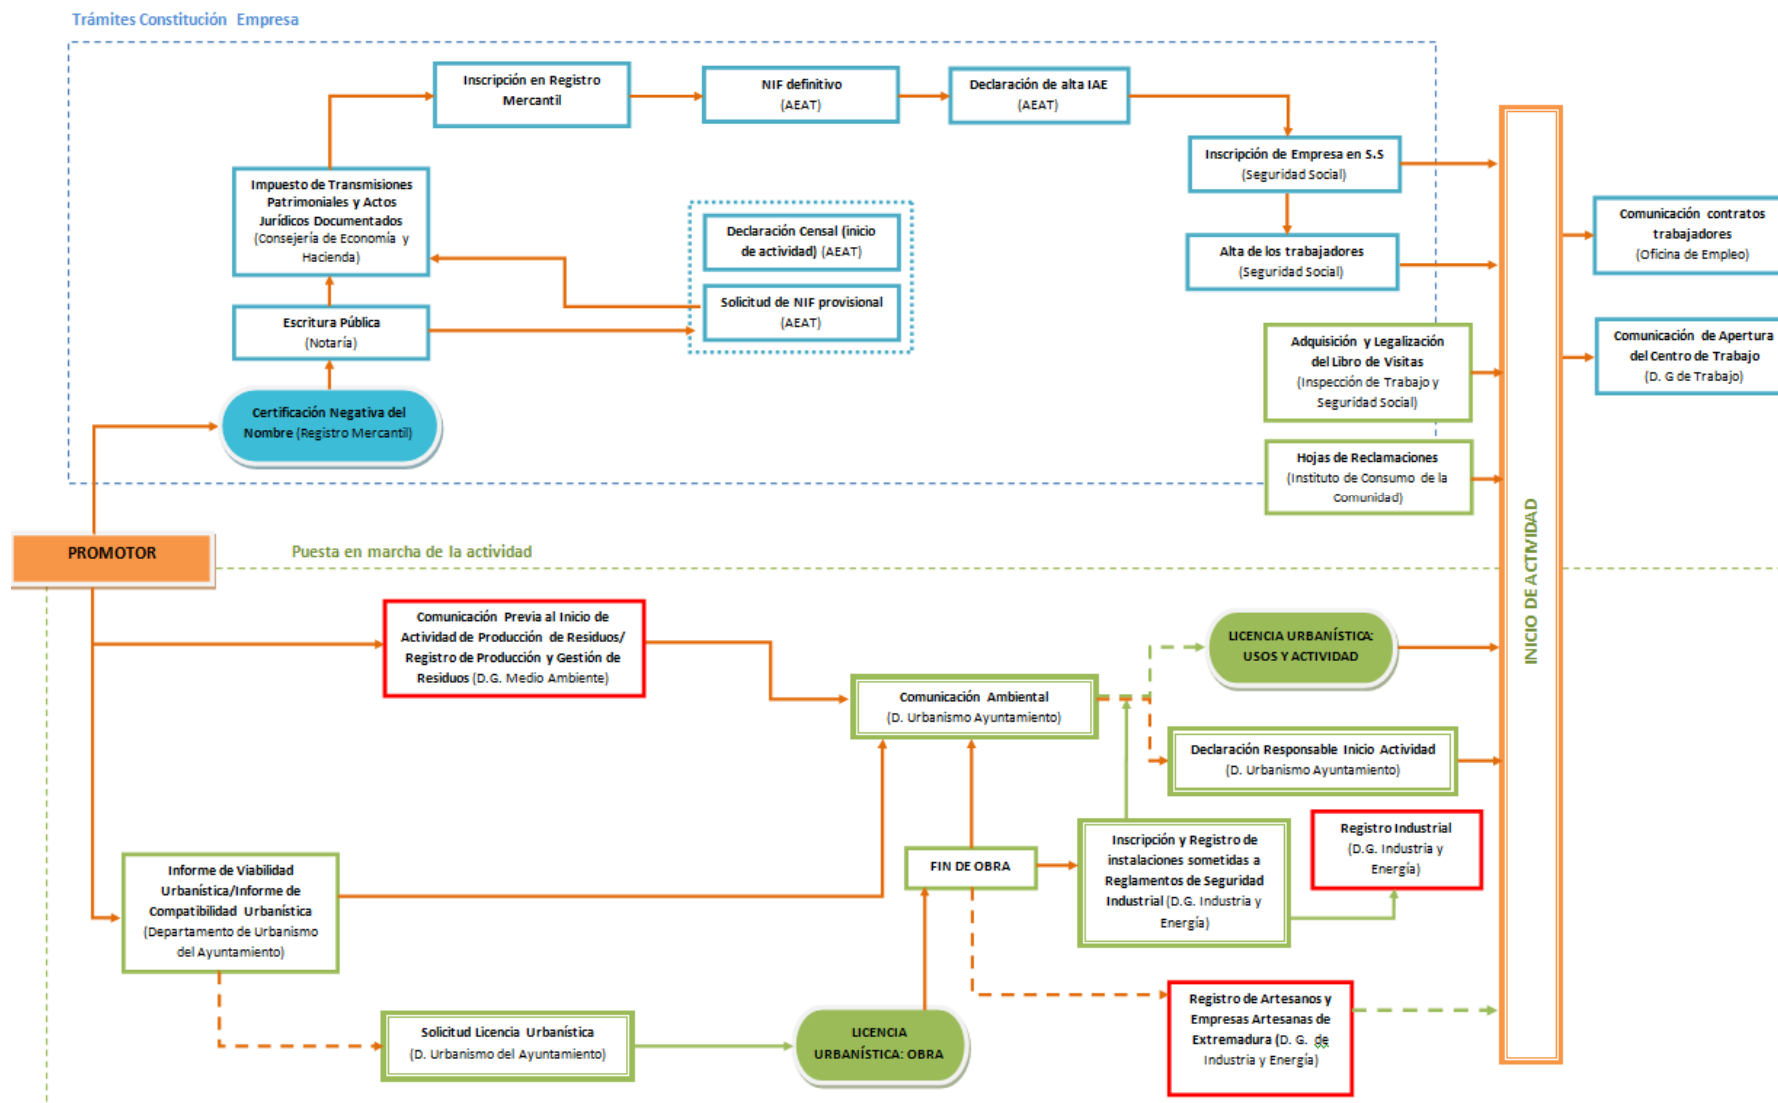 Trámites Constitución Empresa
Inscripción en Registro
Mercantil
NIF definitivo
(AEAT)
Declaración de alta IAE
(AEAT)
Inscripción de Empresa en S.S
(Seguridad Social)
Impuesto de Transmisiones
Patrimoniales y Actos
Jurídicos Documentados
(Consejería de Economía y
Hacienda)
Declaración Censal (inicio
de actividad) (AEAT)
Solicitud de NIF provisional
(AEAT)
Alta de los trabajadores
(Seguridad Social)
Comunicación contratos
trabajadores
(Oficina de Empleo)
Escritura Pública
(Notaría)
Adquisición y Legalización
del Libro de Visitas
(Inspección de Trabajo y
Seguridad Social)
Comunicación de Apertura
del Centro de Trabajo
(D. G de Trabajo)
Certificación Negativa del
Nombre (Registro Mercantil)
Hojas de Reclamaciones
(Instituto de Consumo de la
Comunidad)
INICIO DE ACTIVIDAD
PROMOTOR
Puesta en marcha de la actividad
Comunicación Previa al Inicio de
Actividad de Producción de Residuos/
Registro de Producción y Gestión de
Residuos (D.G. Medio Ambiente)
LICENCIA URBANÍSTICA:
USOS Y ACTIVIDAD
Comunicación Ambiental
(D. Urbanismo Ayuntamiento)
Declaración Responsable Inicio Actividad
(D. Urbanismo Ayuntamiento)
Informe de Viabilidad
Urbanística/Informe de
Compatibilidad Urbanística
(Departamento de Urbanismo
del Ayuntamiento)
FIN DE OBRA
Inscripción y Registro de
instalaciones sometidas a
Reglamentos de Seguridad
Industrial (D.G. Industria y
Energía)
Registro Industrial
(D.G. Industria y
Energía)
Solicitud Licencia Urbanística
(D. Urbanismo del Ayuntamiento)
LICENCIA
URBANÍSTICA: OBRA
Registro de Artesanos y
Empresas Artesanas de
Extremadura (D. G. de
Industria y Energía)